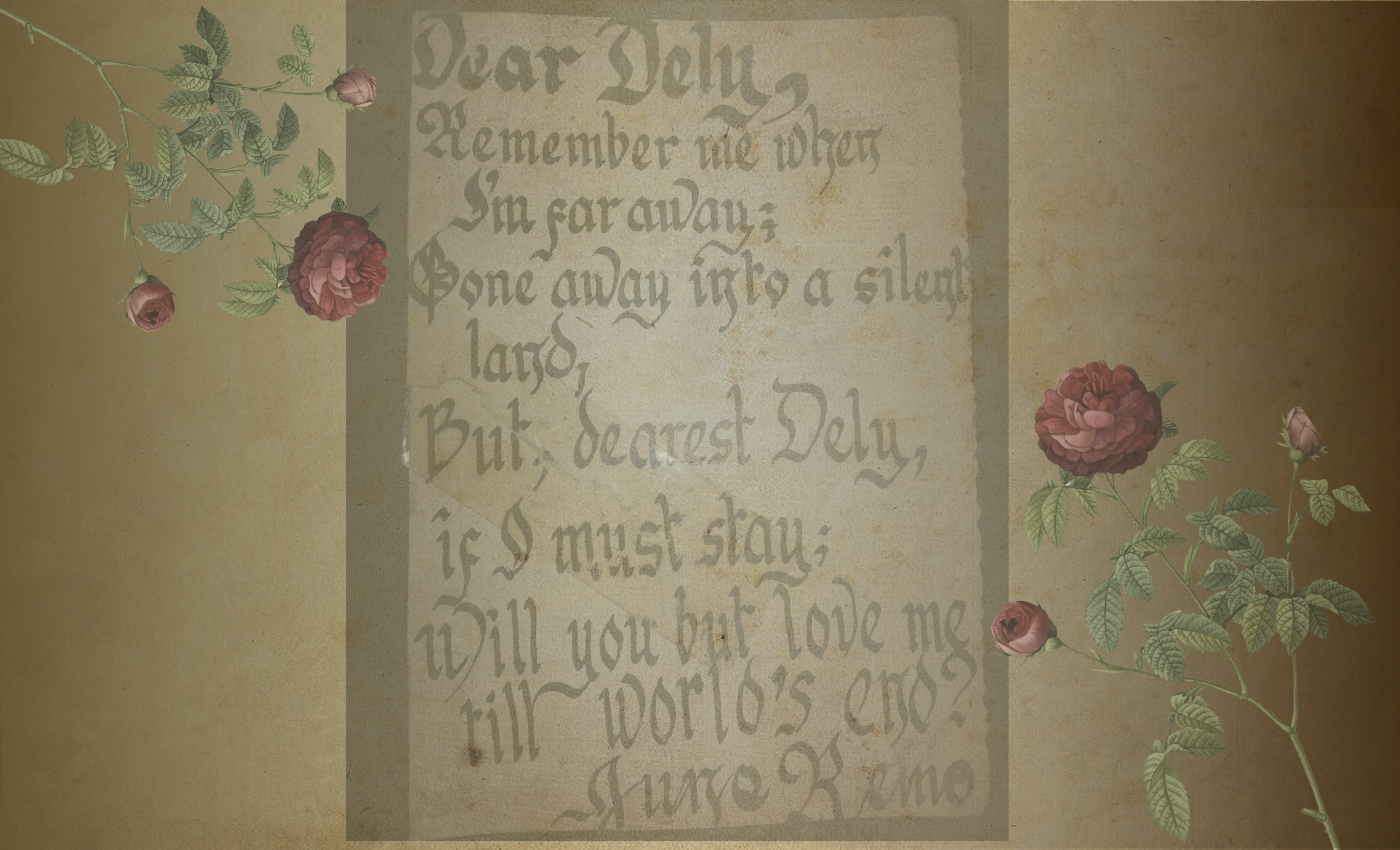 Dear Dely,
Remember me when
I'm far away;
Gone away into a silent
land,
But, dearest Dely,
if I must stay;
will you but love me
till world's end?
Juno Remo